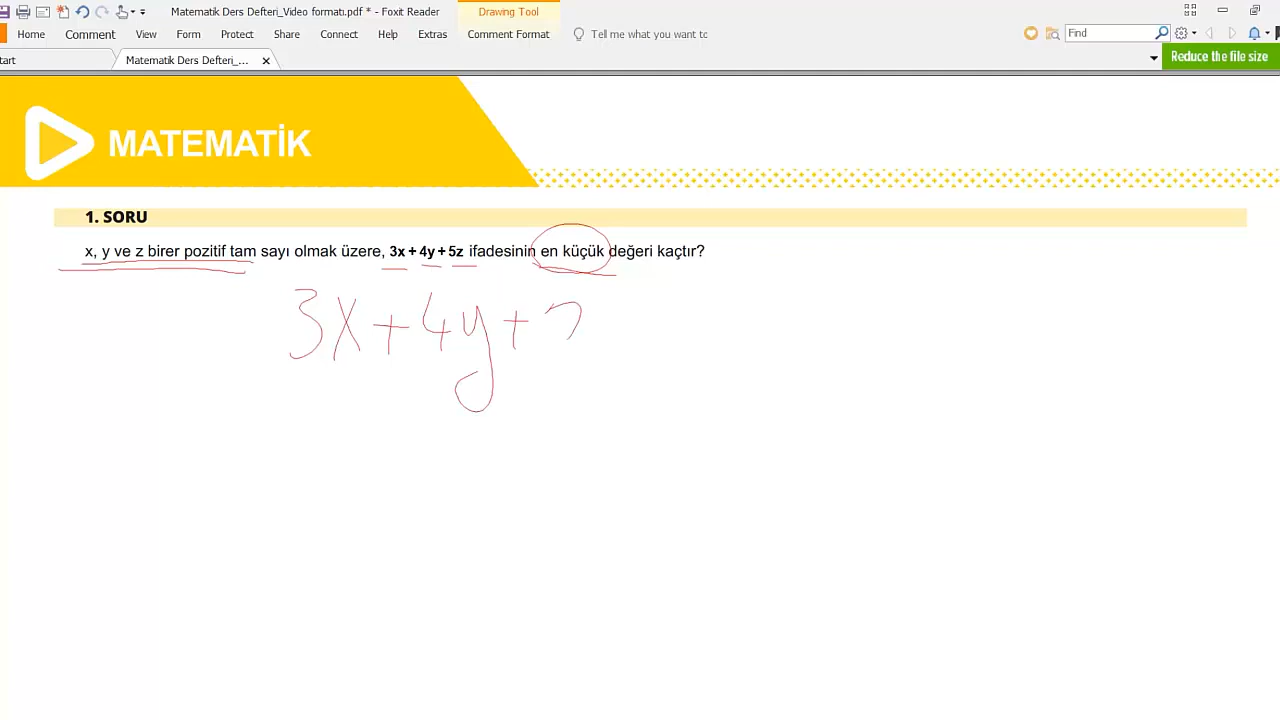 Matematik Ders Defteri_Video formatı.pdf * - Foxit Reader
Drawing Tool
Home Comment View Form Protect Share Connect Help Extras Comment Format Tell me what you want to Find
tart Matematik Ders Defteri_Vi... Reduce the file size
MATEMATİK
1. SORU
x, y ve z birer pozitif tam sayı olmak üzere, 3x + 4y + 5z ifadesinin en küçük değeri kaçtır?
3x + 4y +